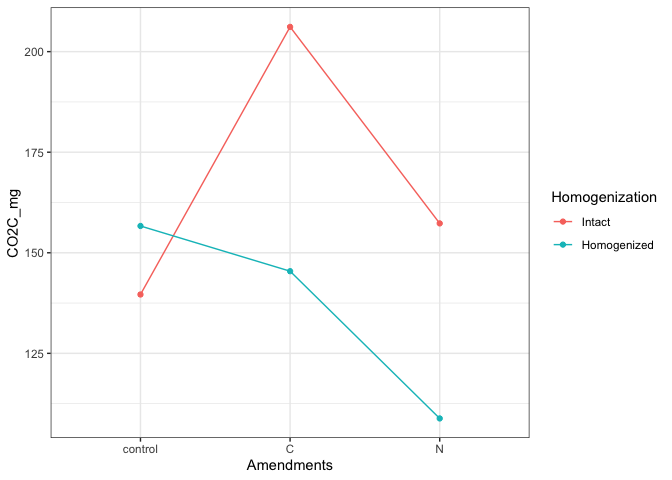 200
175
150
125
CO2C_mg
control C N
Amendments
Homogenization
Intact
Homogenized